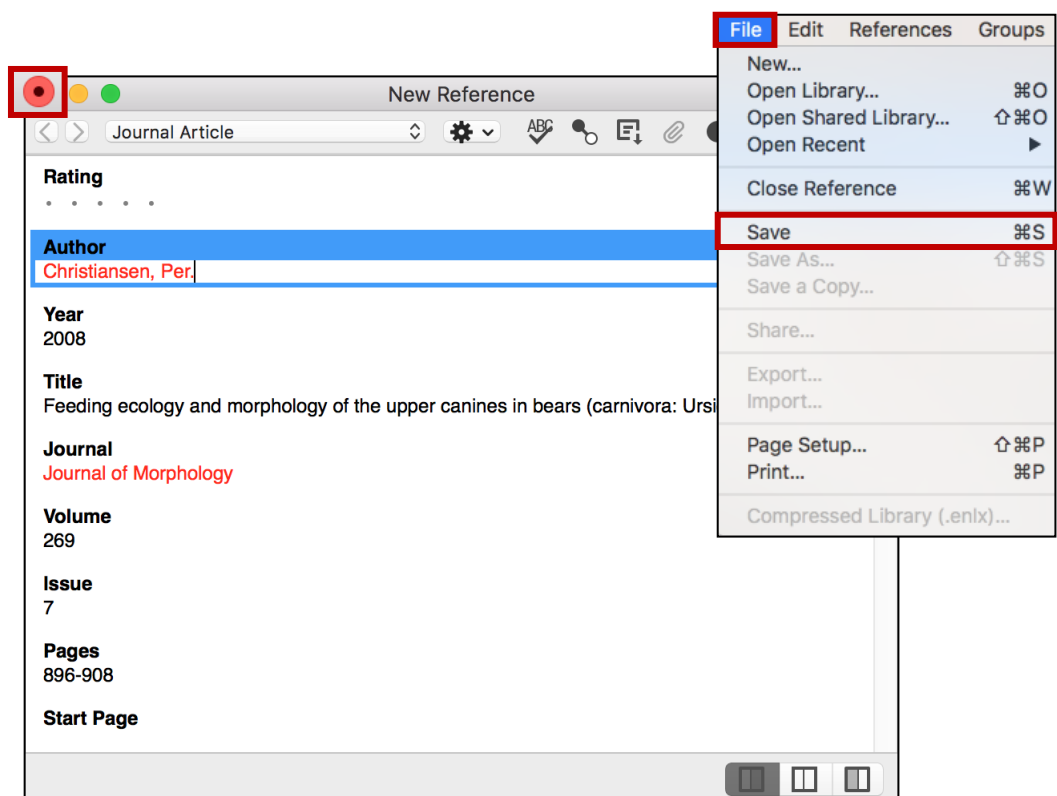 File Edit References Groups
New...
Open Library... ⌘O
Open Shared Library... ⇧⌘O
Open Recent ▶
Close Reference ⌘W
Save ⌘S
Save As... ⇧⌘S
Save a Copy...
Share...
Export...
Import...
Page Setup... ⇧⌘P
Print... ⌘P
Compressed Library (.enlx)...
New Reference
Journal Article
ABC
Rating
Author
Christiansen, Per.
Year
2008
Title
Feeding ecology and morphology of the upper canines in bears (carnivora: Ursi
Journal
Journal of Morphology
Volume
269
Issue
7
Pages
896-908
Start Page